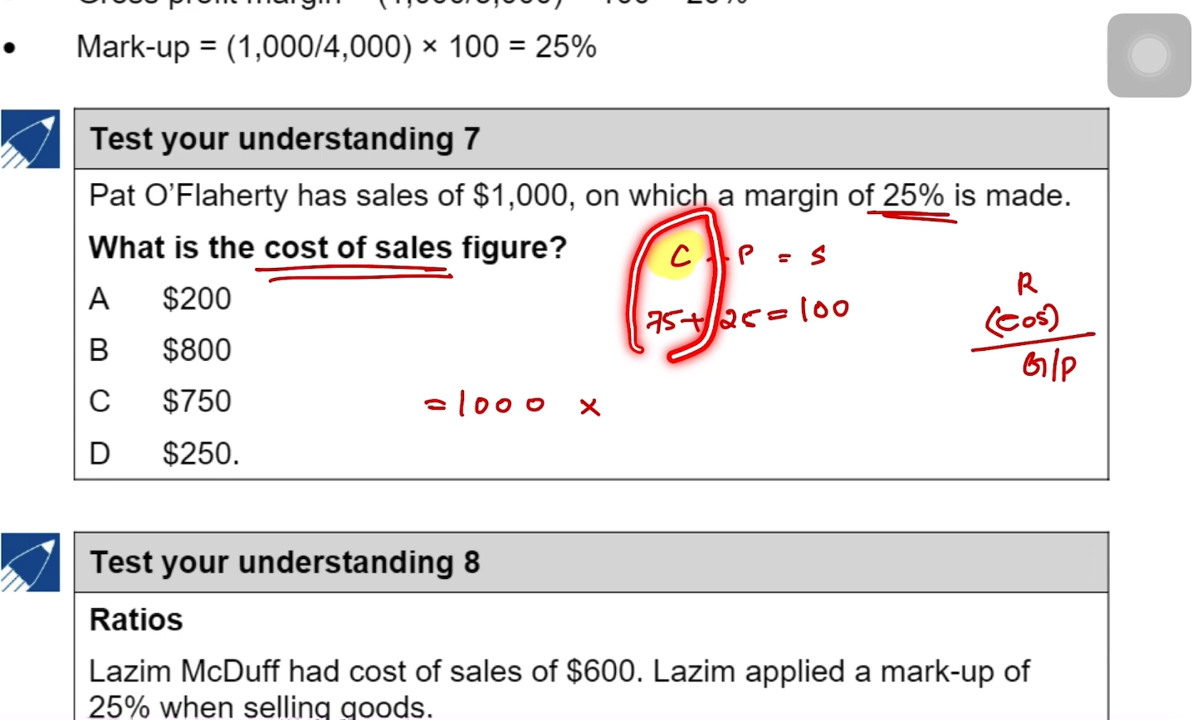 Mark-up = (1,000/4,000) × 100 = 25%
Test your understanding 7
Pat O'Flaherty has sales of $1,000, on which a margin of 25% is made.
What is the cost of sales figure?
C + P = S
A $200
R
75+ 25 = 100
(cos)
B $800
G/P
C $750
= 1000 ×
D $250.
Test your understanding 8
Ratios
Lazim McDuff had cost of sales of $600. Lazim applied a mark-up of
25% when selling goods.